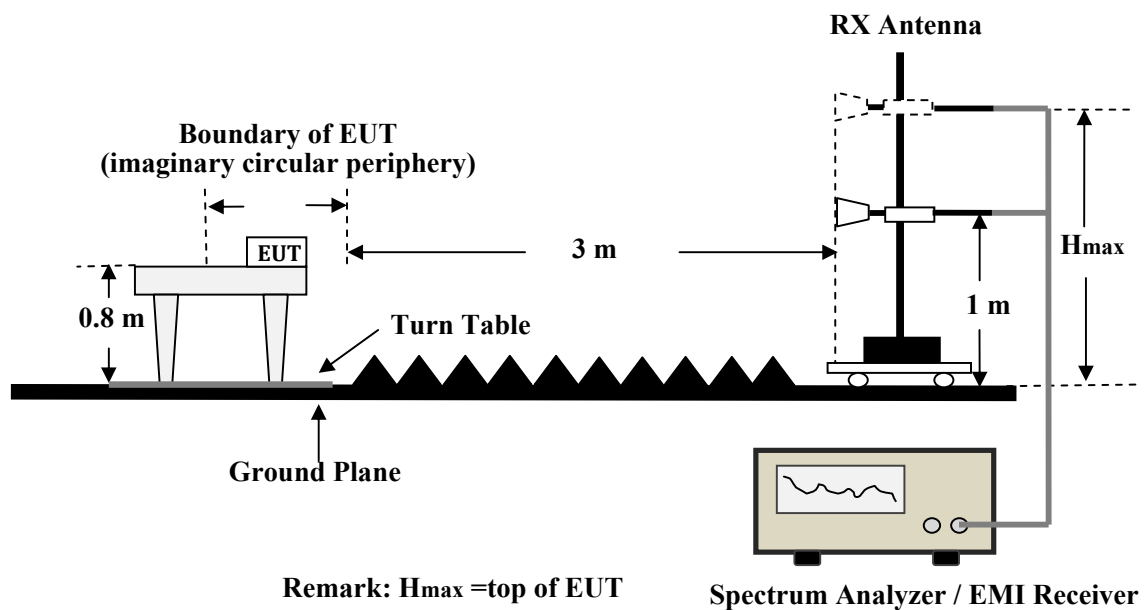 RX Antenna
Boundary of EUT
(imaginary circular periphery)
EUT
3 m
Hmax
0.8 m
1 m
Turn Table
Ground Plane
Remark: Hmax =top of EUT
Spectrum Analyzer / EMI Receiver